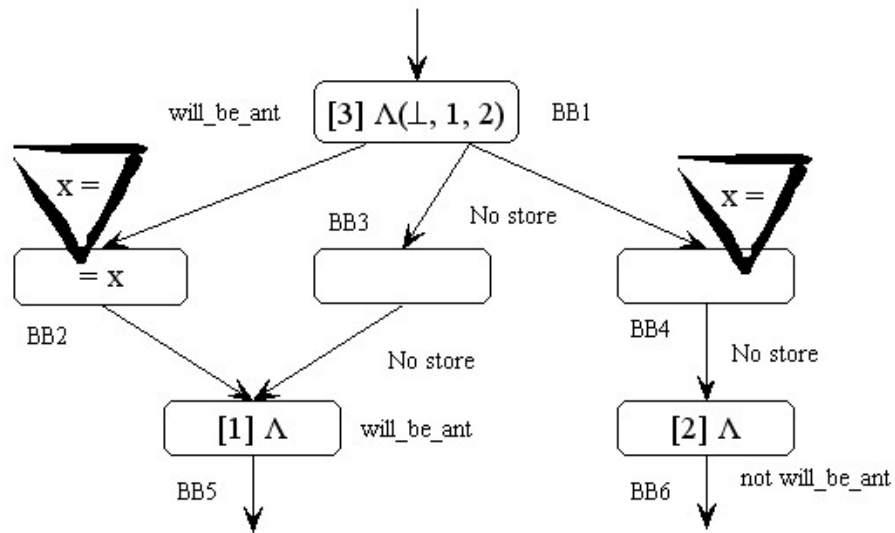 will_be_ant
[3] Λ(⊥, 1, 2)
BB1
x =
x =
BB3
No store
= x
BB2
BB4
No store
No store
[1] Λ
will_be_ant
[2] Λ
BB5
BB6
not will_be_ant